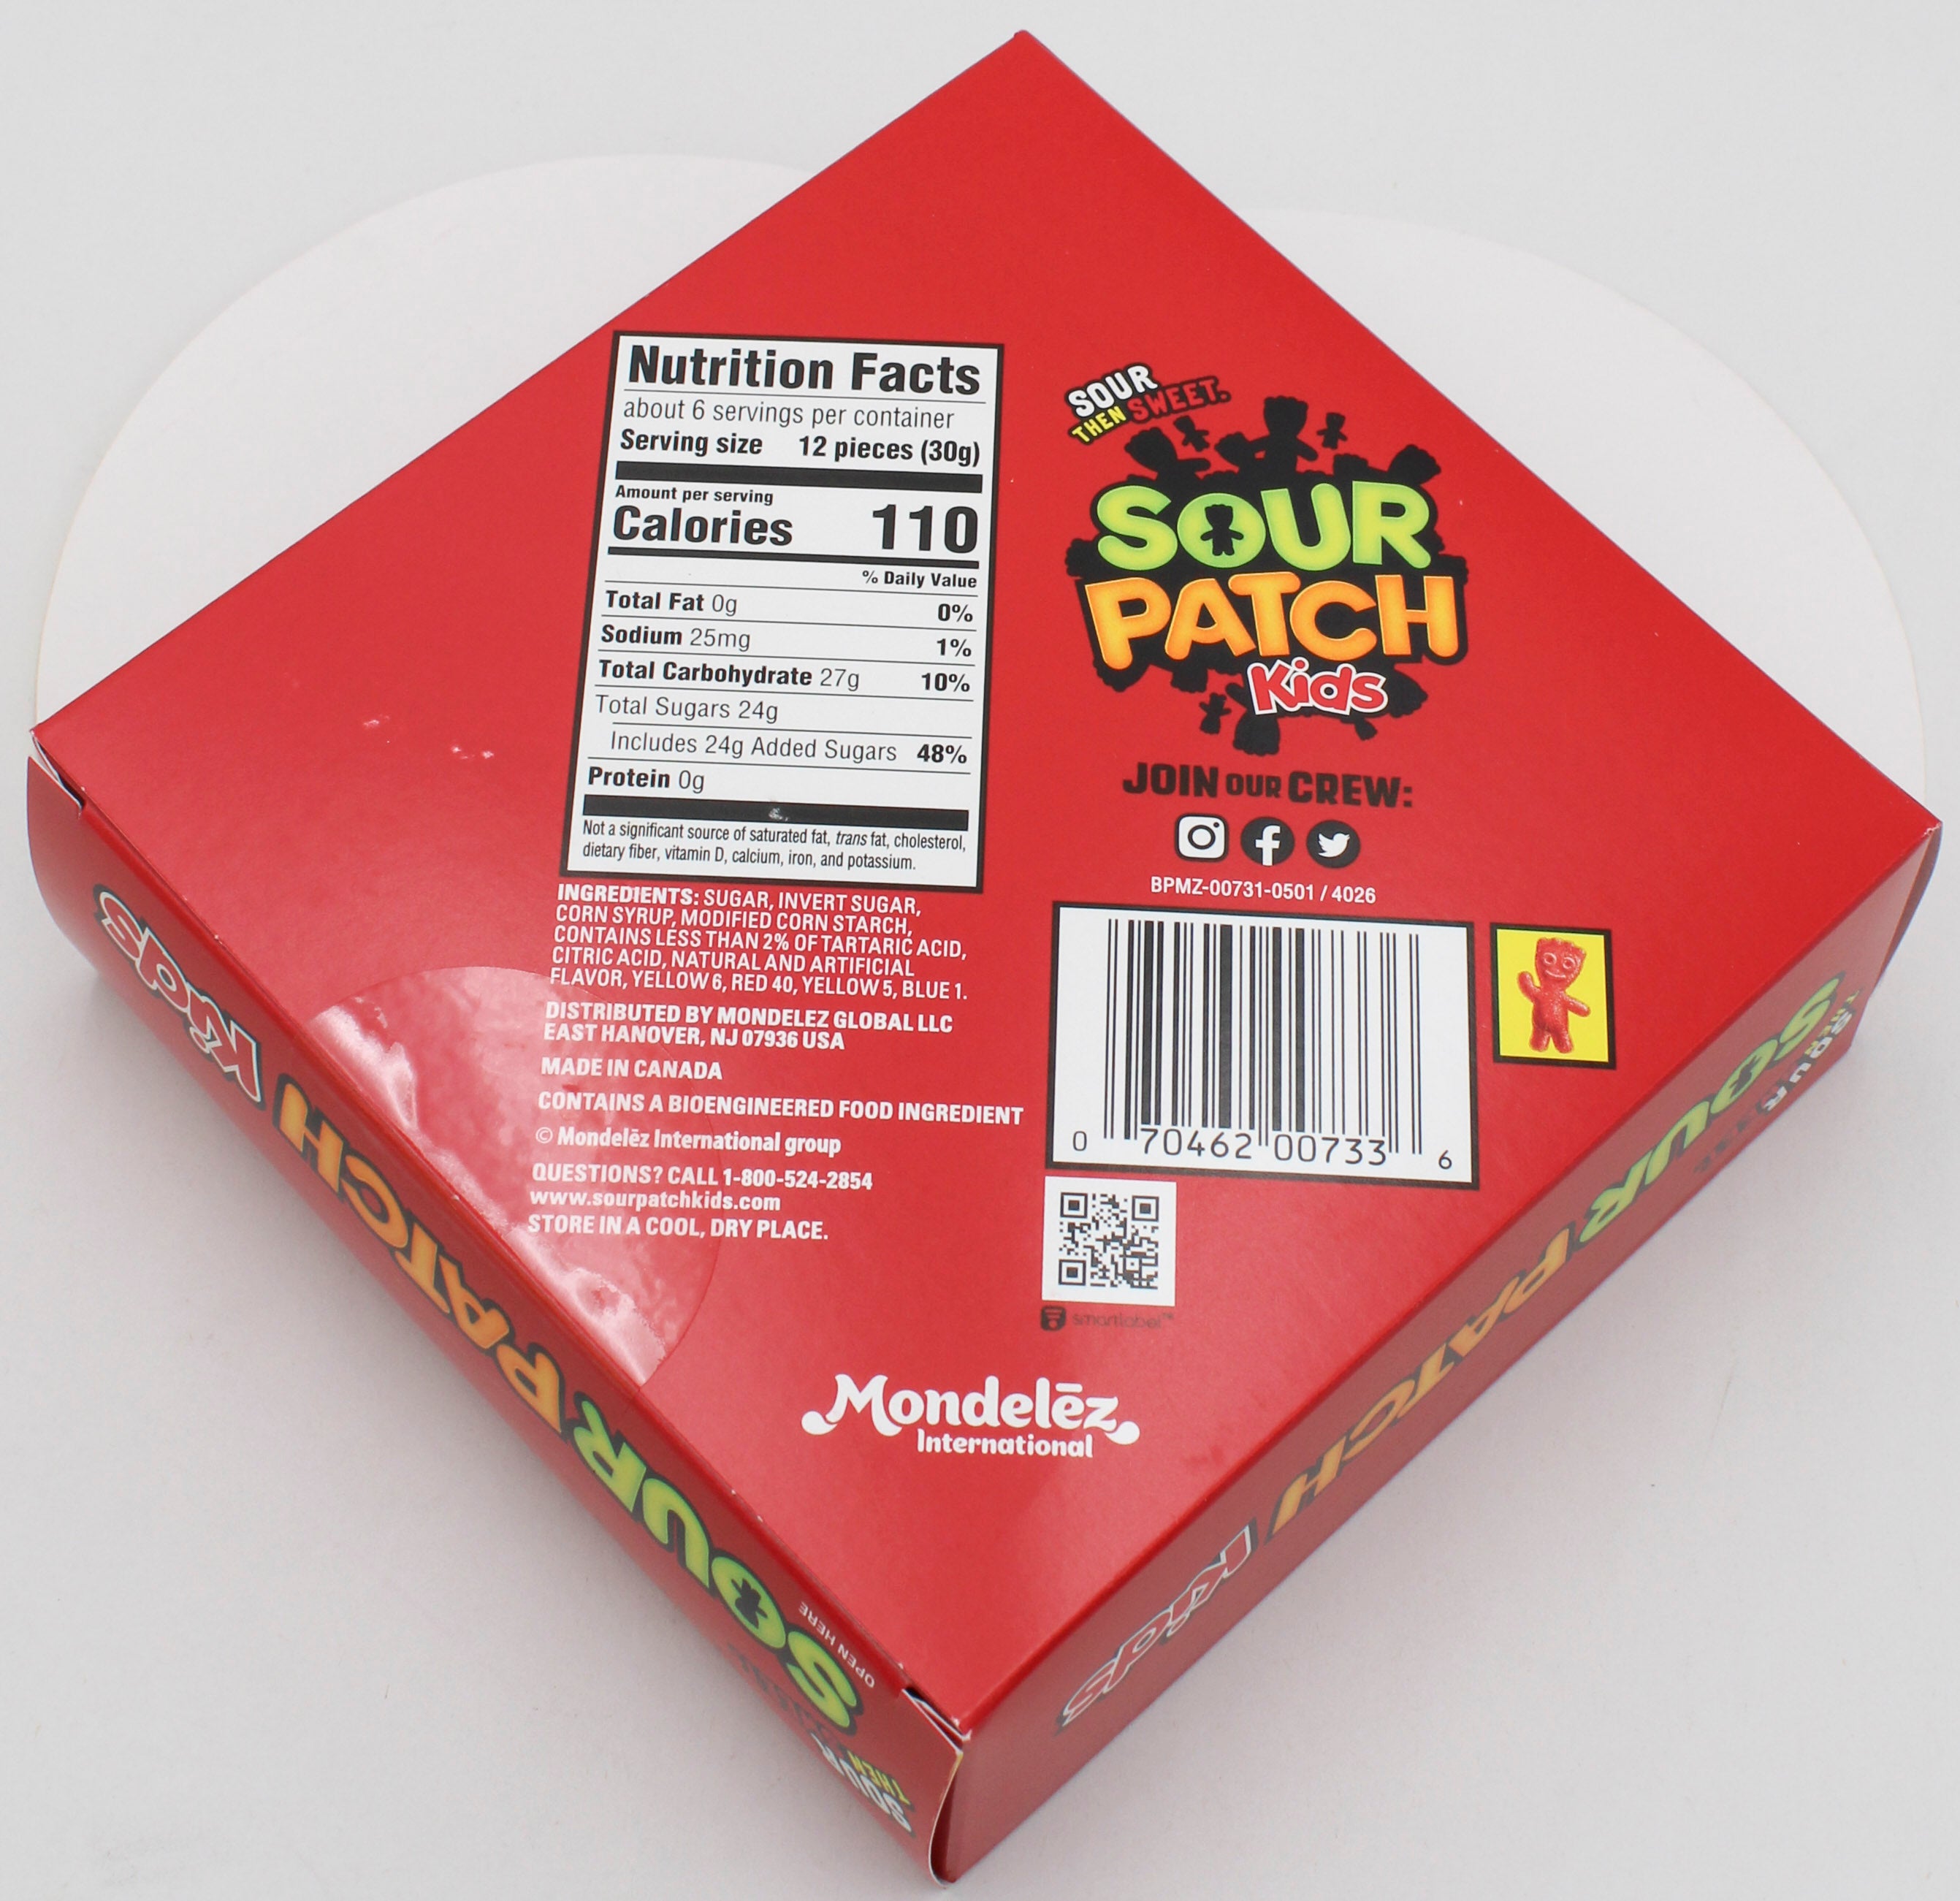 Nutrition Facts
about 6 servings per container
Serving size 12 pieces (30g)
Amount per serving
Calories 110
% Daily Value
Total Fat 0g 0%
Sodium 25mg 1%
Total Carbohydrate 27g 10%
Total Sugars 24g
Includes 24g Added Sugars 48%
Protein 0g
Not a significant source of saturated fat, trans fat, cholesterol,
dietary fiber, vitamin D, calcium, iron, and potassium.
INGREDIENTS: SUGAR, INVERT SUGAR,
CORN SYRUP, MODIFIED CORN STARCH,
CONTAINS LESS THAN 2% OF TARTARIC ACID,
CITRIC ACID, NATURAL AND ARTIFICIAL
FLAVOR, YELLOW 6, RED 40, YELLOW 5, BLUE 1.
DISTRIBUTED BY MONDELEZ GLOBAL LLC
EAST HANOVER, NJ 07936 USA
MADE IN CANADA
CONTAINS A BIOENGINEERED FOOD INGREDIENT
© Mondelēz International group
QUESTIONS? CALL 1-800-524-2854
www.sourpatchkids.com
STORE IN A COOL, DRY PLACE.
SOUR
THEN SWEET.
SOUR
PATCH
Kids
JOIN OUR CREW:
BPMZ-00731-0501 / 4026
0 70462 00733 6
smartlabel™
Mondelēz
International
SOUR
THEN
SOUR PATCH Kids
OPEN HERE
SOUR
THEN
SWEET
SOUR PATCH Kids